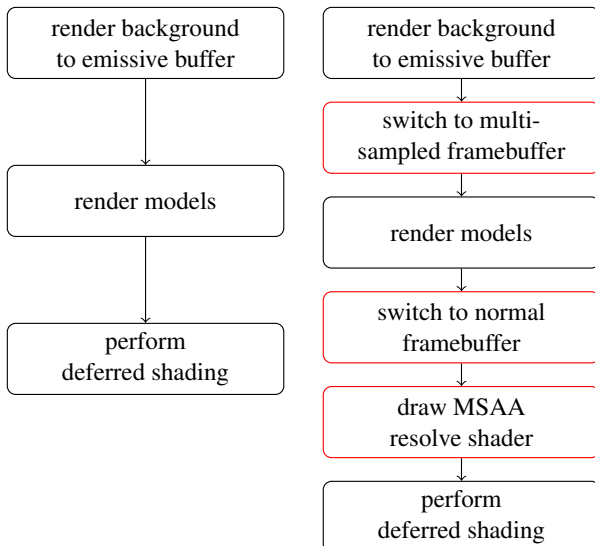 render background
to emissive buffer
render models
perform
deferred shading
render background
to emissive buffer
switch to multi-
sampled framebuffer
render models
switch to normal
framebuffer
draw MSAA
resolve shader
perform
deferred shading